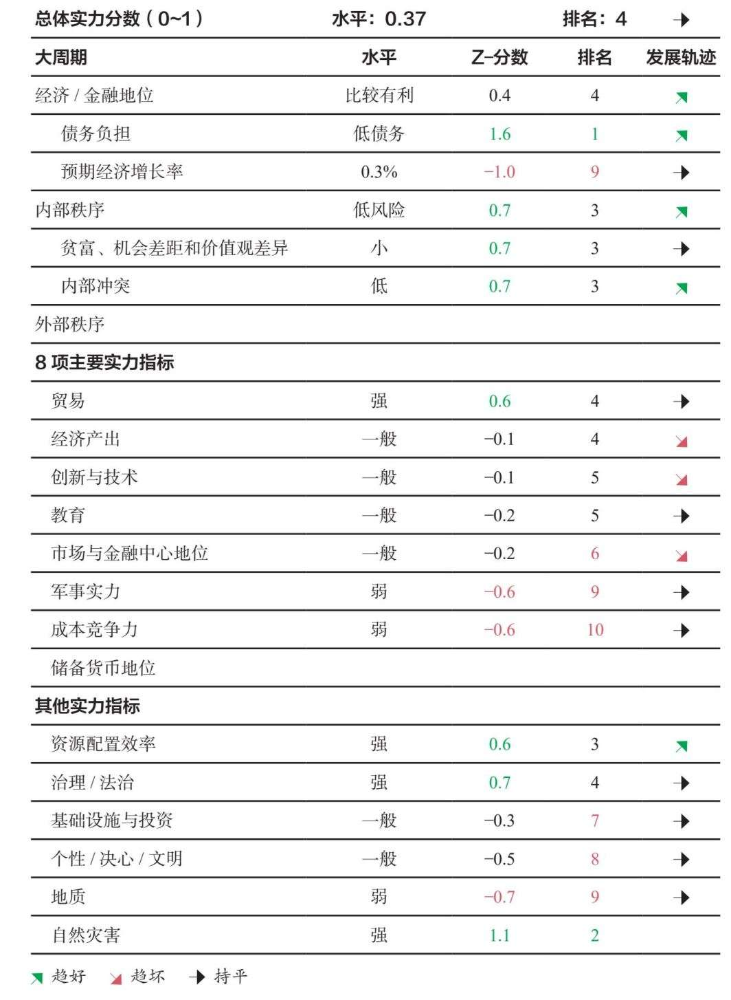 总体实力分数（0~1） 水平：0.37 排名：4
大周期 水平 Z-分数 排名 发展轨迹
经济 / 金融地位 比较有利 0.4 4
债务负担 低债务 1.6 1
预期经济增长率 0.3% −1.0 9
内部秩序 低风险 0.7 3
贫富、机会差距和价值观差异 小 0.7 3
内部冲突 低 0.7 3
外部秩序
8 项主要实力指标
贸易 强 0.6 4
经济产出 一般 −0.1 4
创新与技术 一般 −0.1 5
教育 一般 −0.2 5
市场与金融中心地位 一般 −0.2 6
军事实力 弱 −0.6 9
成本竞争力 弱 −0.6 10
储备货币地位
其他实力指标
资源配置效率 强 0.6 3
治理 / 法治 强 0.7 4
基础设施与投资 一般 −0.3 7
个性 / 决心 / 文明 一般 −0.5 8
地质 弱 −0.7 9
自然灾害 强 1.1 2
趋好 趋坏 持平